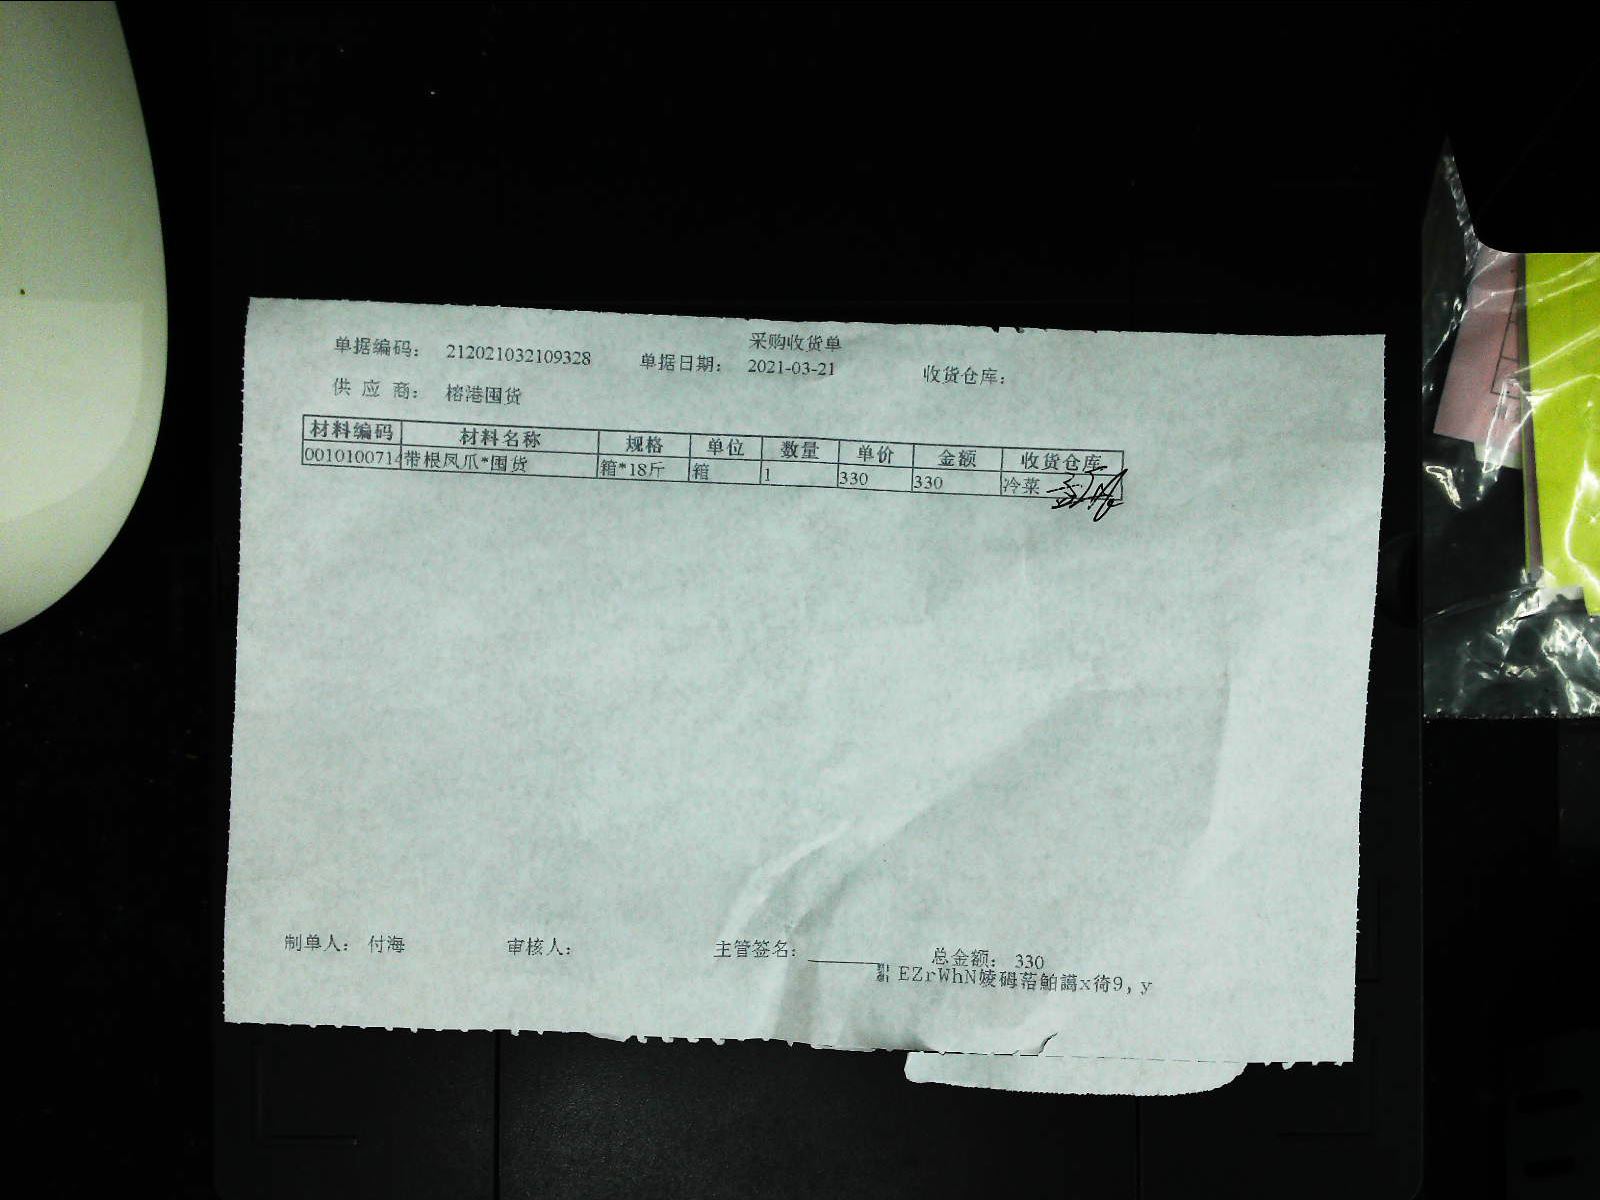 采购收货单
单据编码： 212021032109328 单据日期： 2021-03-21 收货仓库：
供 应 商： 榕港囤货
材料编码 材料名称 规格 单位 数量 单价 金额 收货仓库
0010100714 带根凤爪*囤货 箱*18斤 箱 1 330 330 冷菜
制单人： 付海 审核人： 主管签名： 总金额： 330
EZrWhN